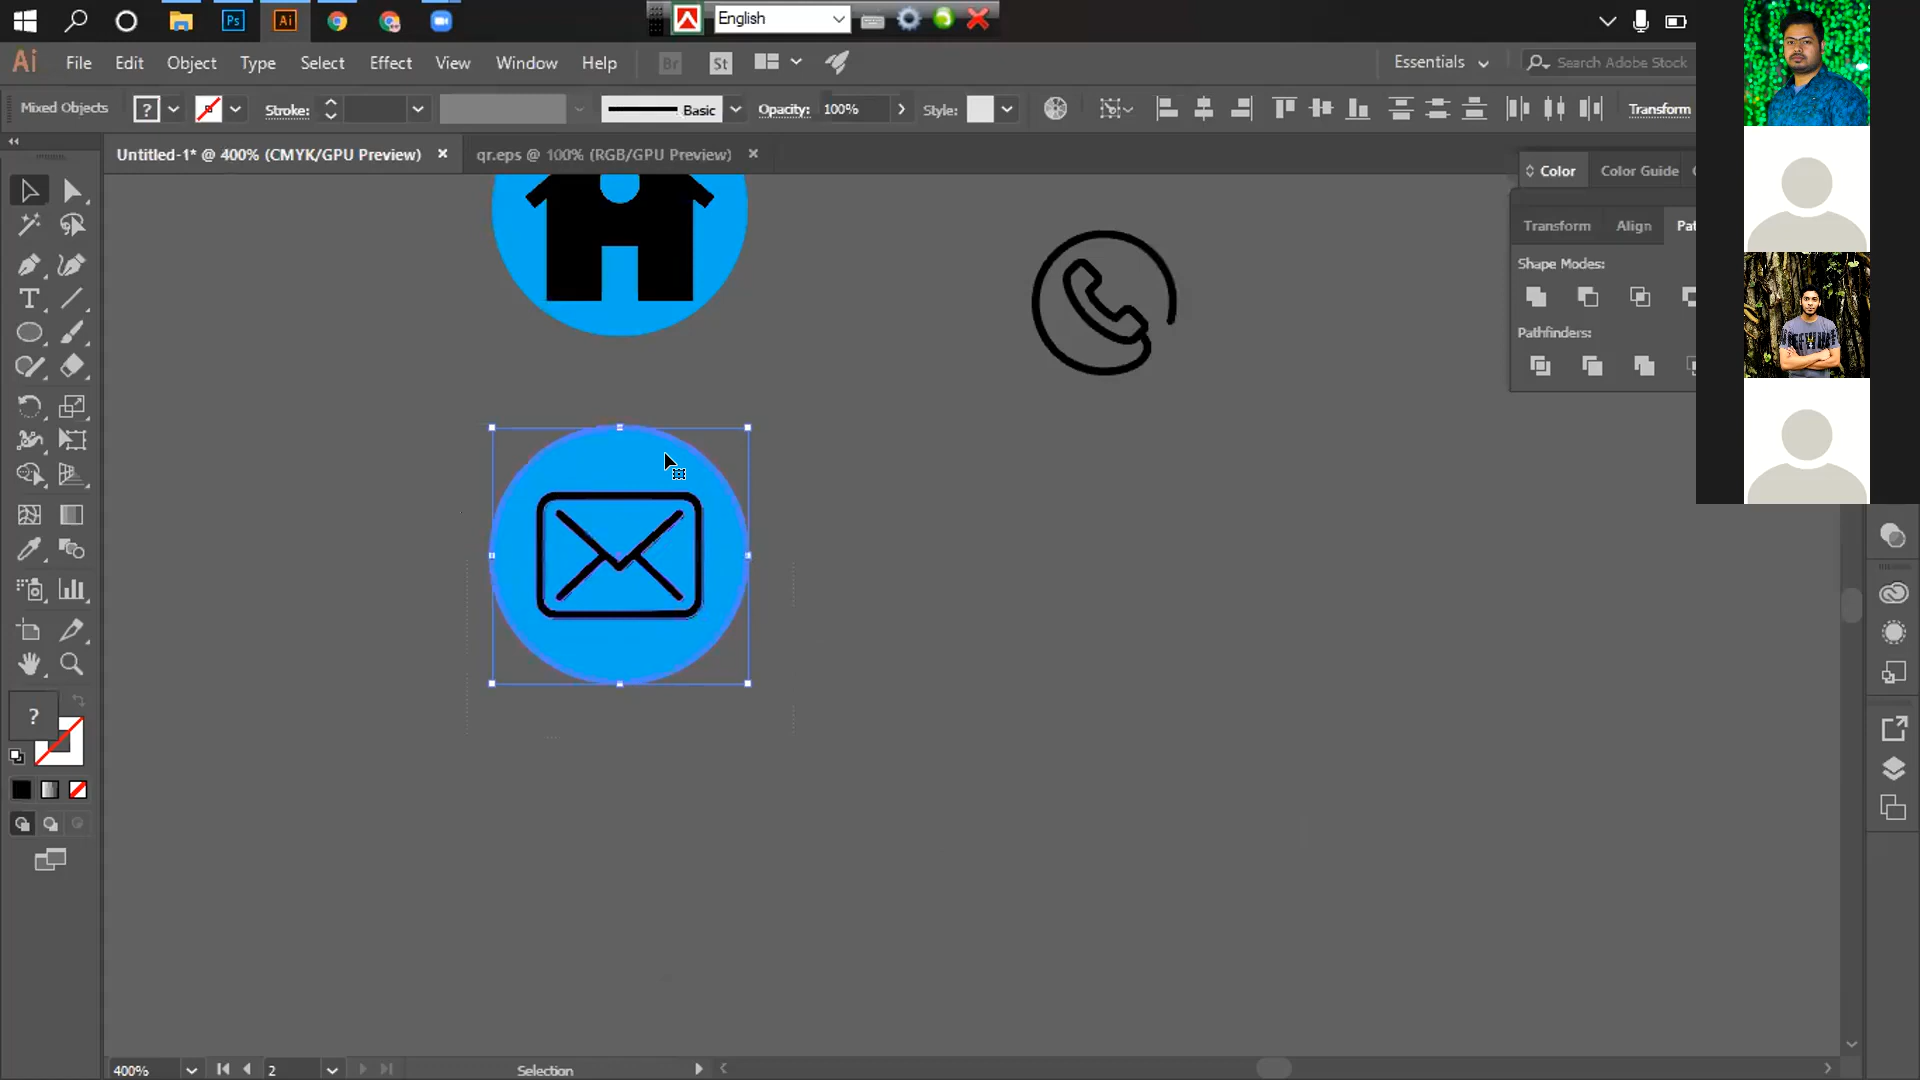 Ps
Ai
English
Ai
File
Edit
Object
Type
Select
Effect
View
Window
Help
Br
St
Essentials
Search Adobe Stock
Mixed Objects
?
Stroke:
Basic
Opacity:
100%
Style:
Transform
Untitled-1* @ 400% (CMYK/GPU Preview)
qr.eps @ 100% (RGB/GPU Preview)
Color
Color Guide
Transform
Align
Pat
Shape Modes:
Pathfinders:
T
?
400%
2
Selection